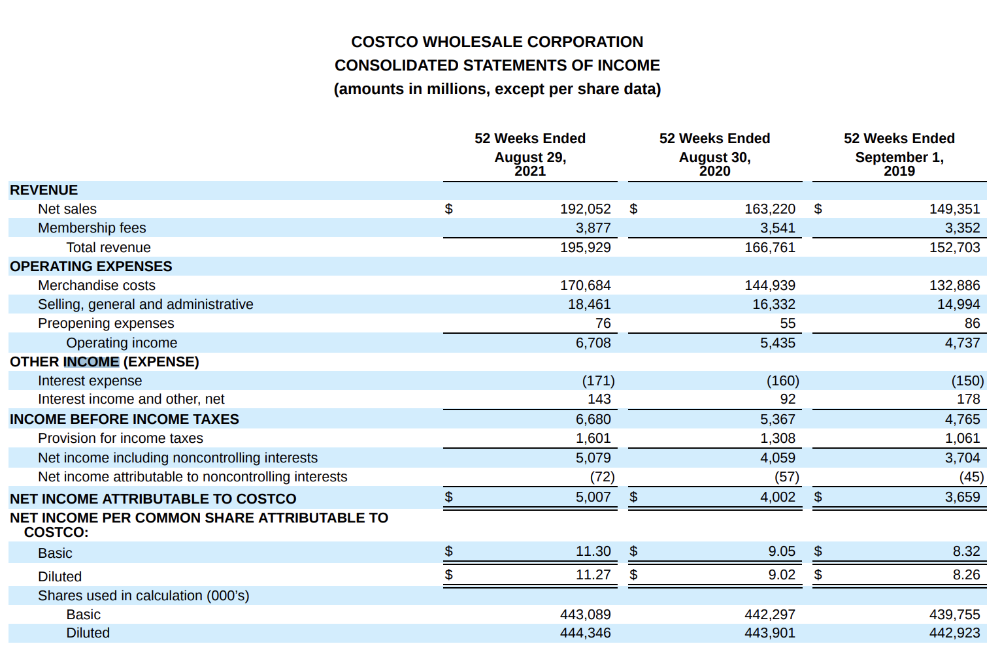 COSTCO WHOLESALE CORPORATION
CONSOLIDATED STATEMENTS OF INCOME
(amounts in millions, except per share data)
52 Weeks Ended 52 Weeks Ended 52 Weeks Ended
August 29, August 30, September 1,
2021 2020 2019
REVENUE
Net sales $ 192,052 $ 163,220 $ 149,351
Membership fees 3,877 3,541 3,352
Total revenue 195,929 166,761 152,703
OPERATING EXPENSES
Merchandise costs 170,684 144,939 132,886
Selling, general and administrative 18,461 16,332 14,994
Preopening expenses 76 55 86
Operating income 6,708 5,435 4,737
OTHER INCOME (EXPENSE)
Interest expense (171) (160) (150)
Interest income and other, net 143 92 178
INCOME BEFORE INCOME TAXES 6,680 5,367 4,765
Provision for income taxes 1,601 1,308 1,061
Net income including noncontrolling interests 5,079 4,059 3,704
Net income attributable to noncontrolling interests (72) (57) (45)
NET INCOME ATTRIBUTABLE TO COSTCO $ 5,007 $ 4,002 $ 3,659
NET INCOME PER COMMON SHARE ATTRIBUTABLE TO
COSTCO:
Basic $ 11.30 $ 9.05 $ 8.32
Diluted $ 11.27 $ 9.02 $ 8.26
Shares used in calculation (000’s)
Basic 443,089 442,297 439,755
Diluted 444,346 443,901 442,923